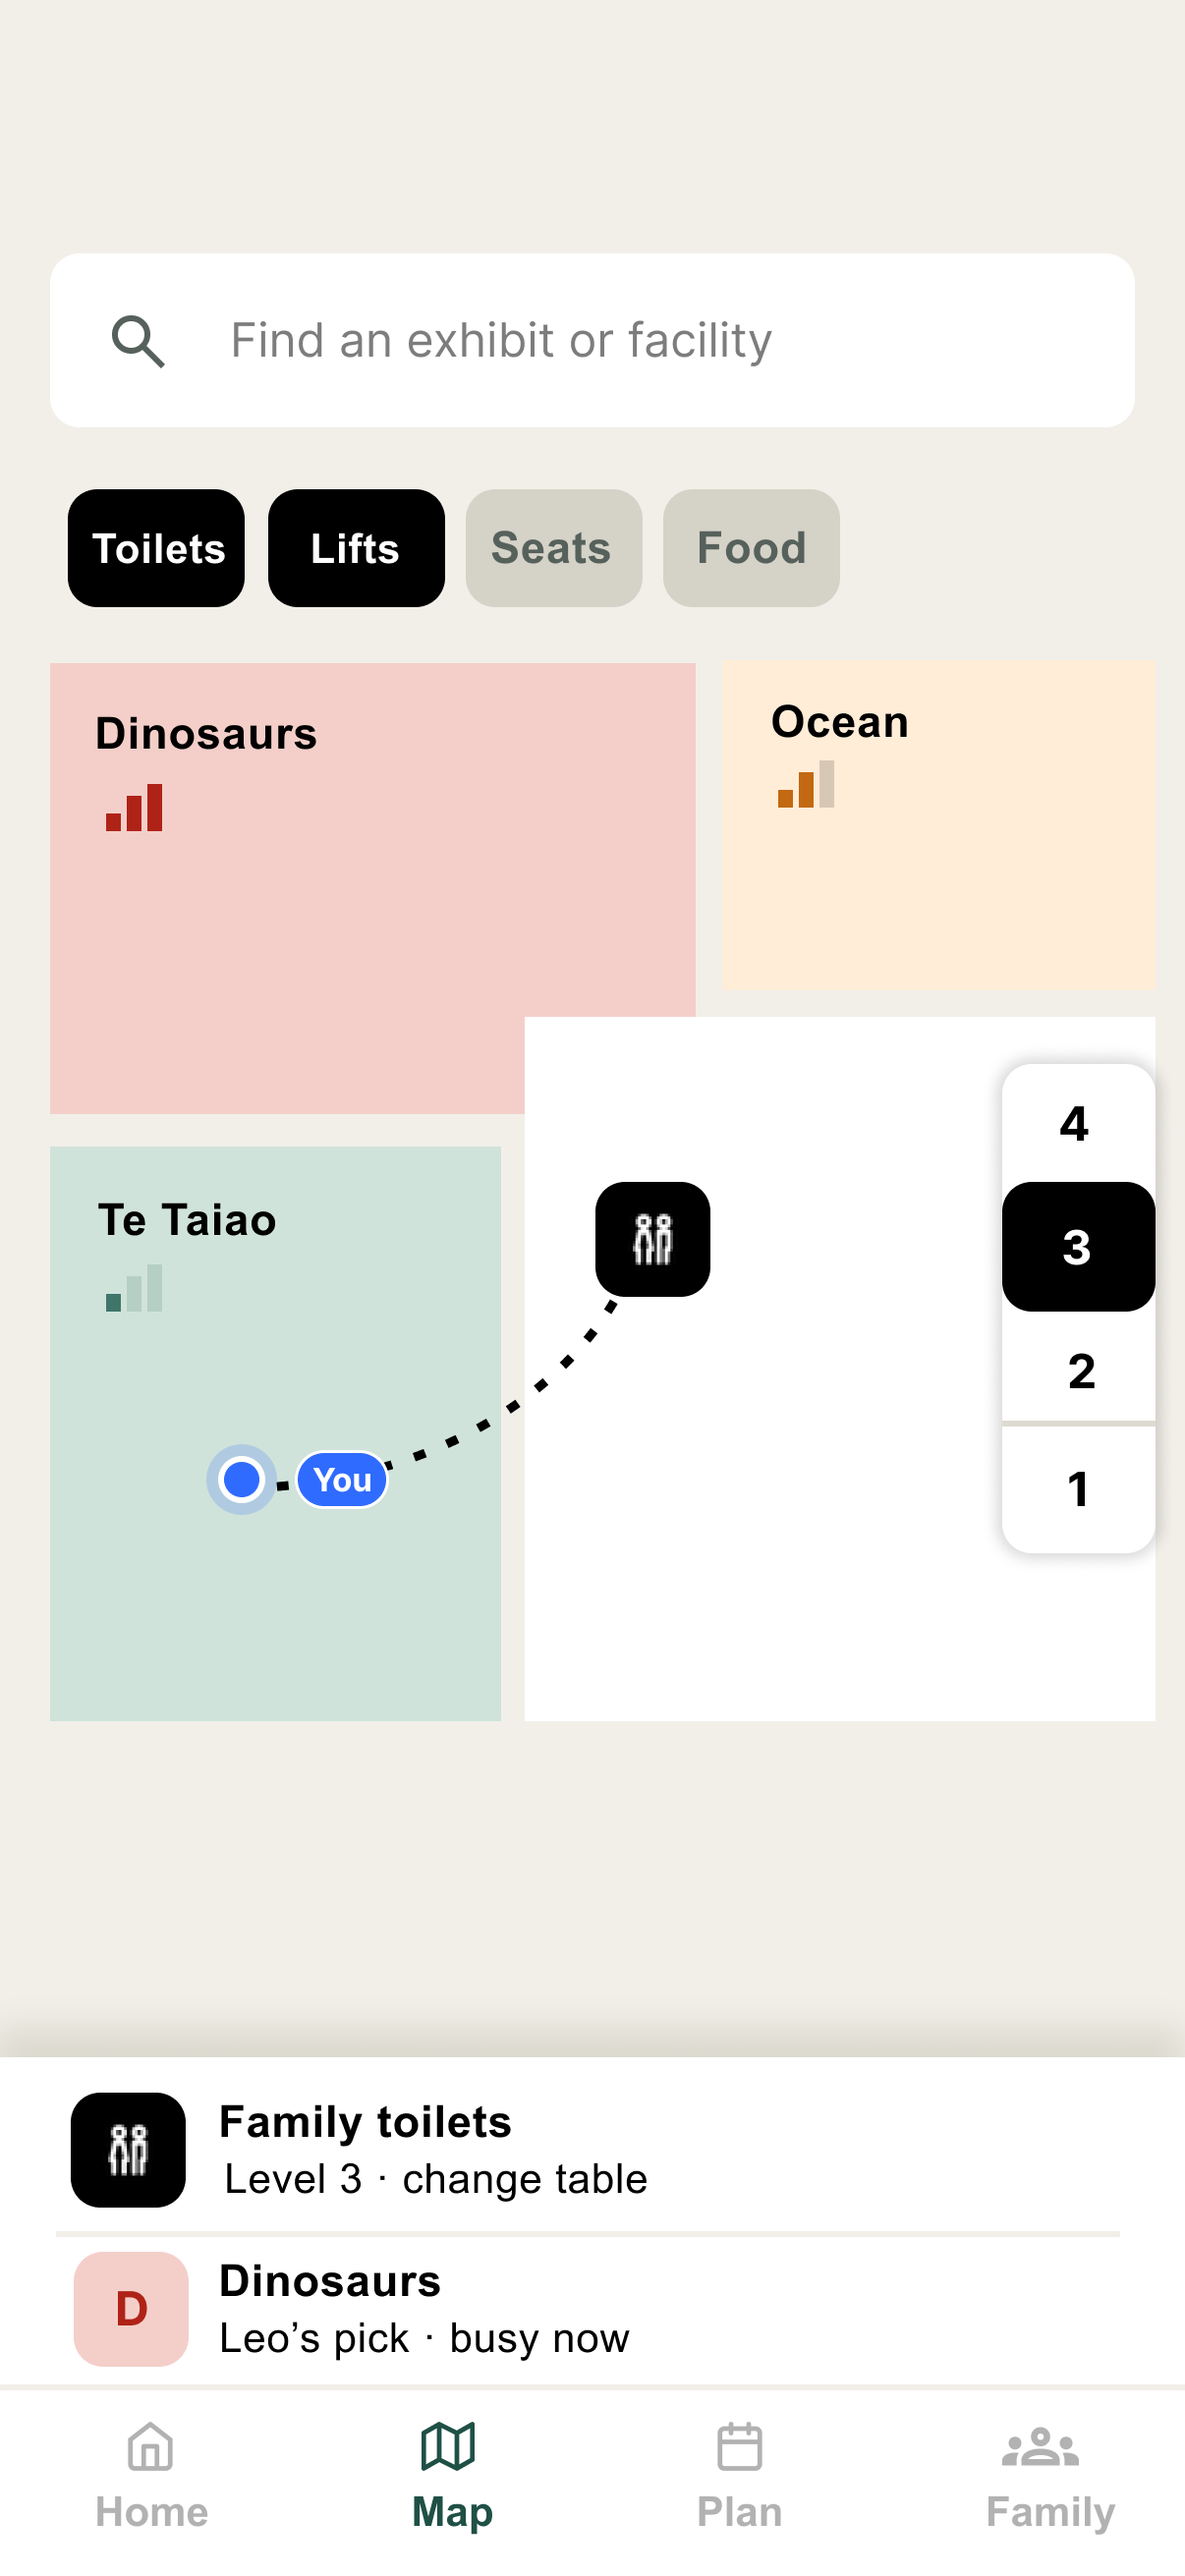 Find an exhibit or facility
Toilets
Lifts
Seats
Food
Dinosaurs
Ocean
4
Te Taiao
3
2
You
1
Family toilets
Level 3 · change table
D
Dinosaurs
Leo’s pick · busy now
Home
Map
Plan
Family